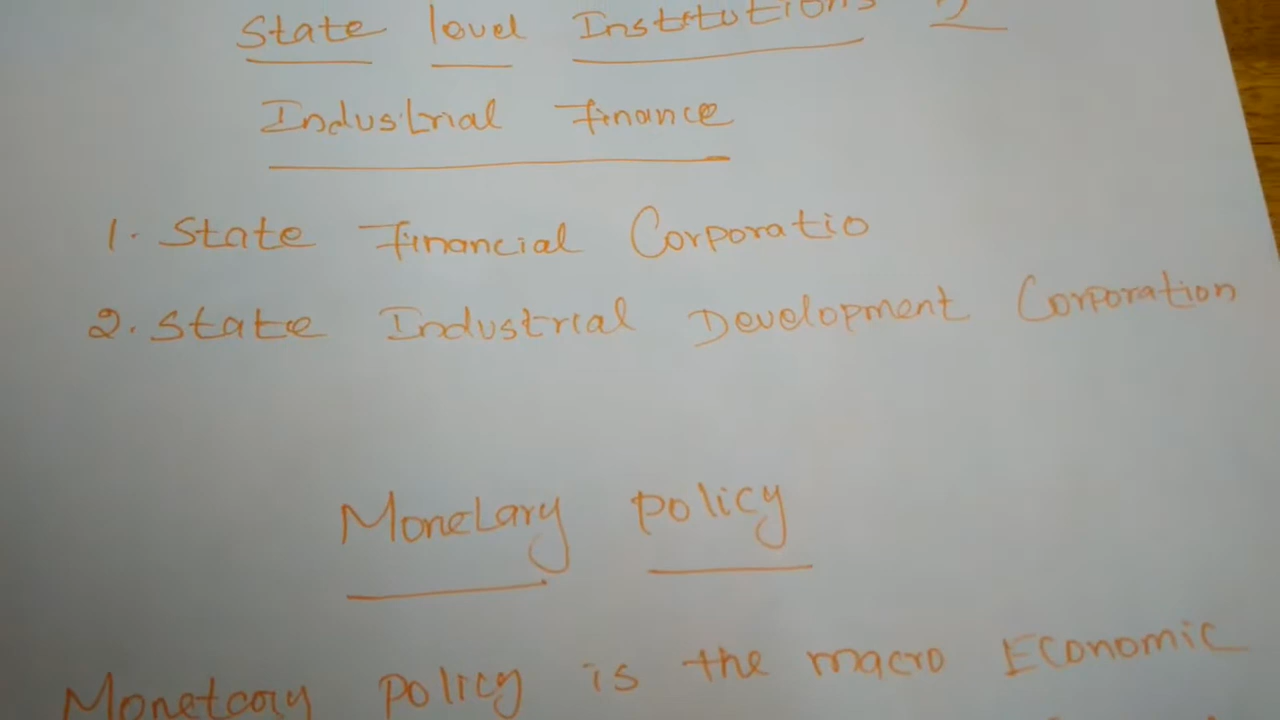 State level Institutions
Industrial Finance
1. State Financial Corporatio
2. State Industrial Development Corporation
Monetary policy
Monetary policy is the macro Economic